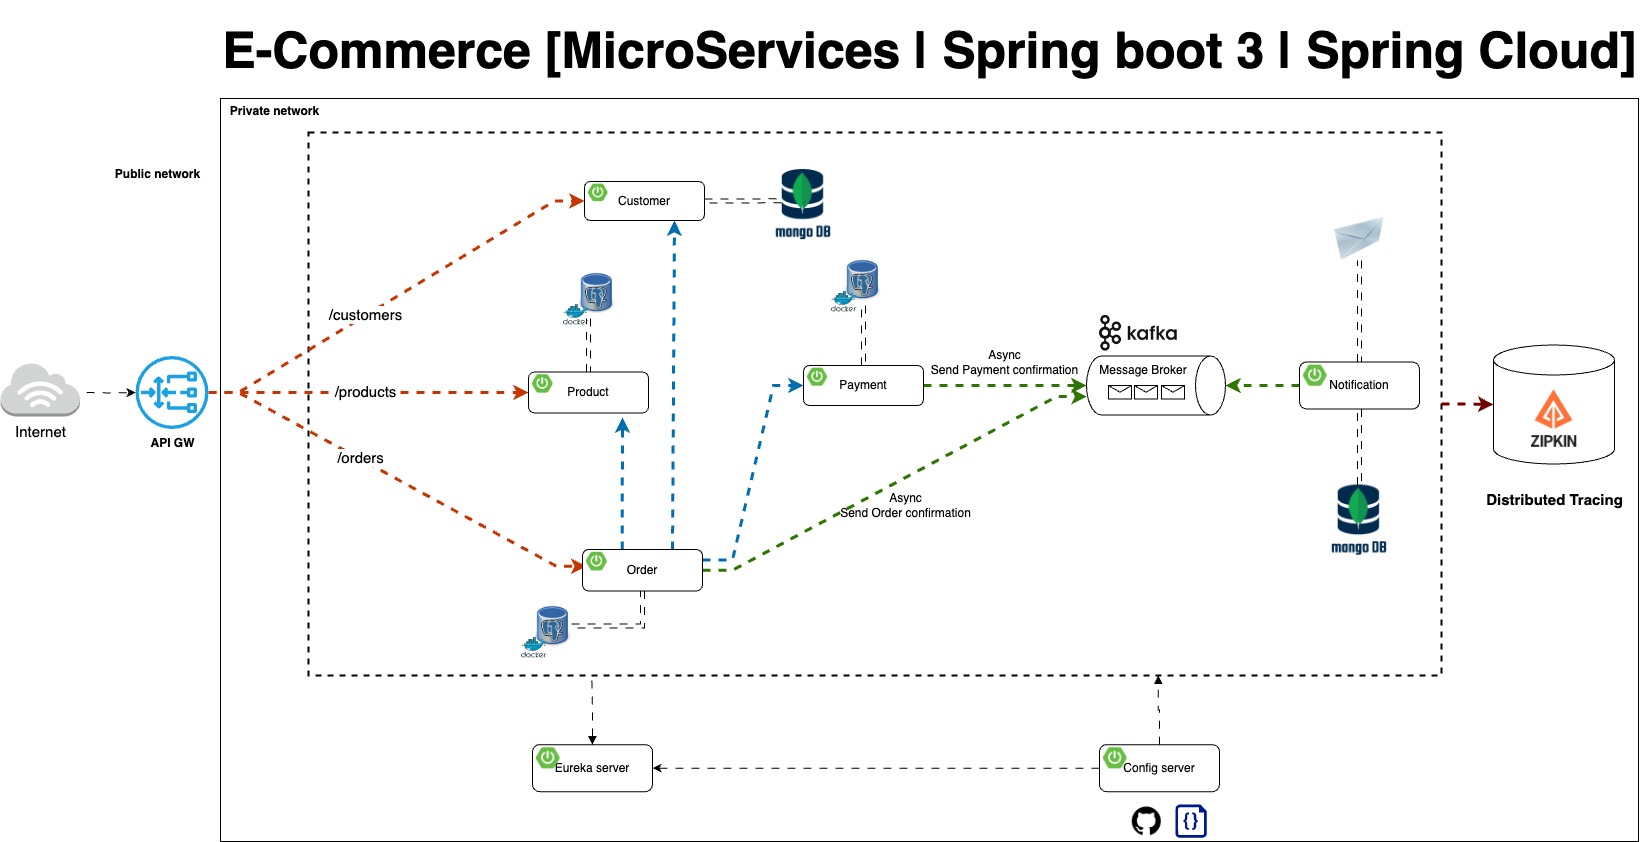 E-Commerce [MicroServices | Spring boot 3 | Spring Cloud]
Private network
Public network
Customer
mongo DB
docker
docker
/customers
kafka
Async
Send Payment confirmation
Message Broker
/products
Product
Payment
Notification
Internet
API GW
ZIPKIN
/orders
Distributed Tracing
Async
Send Order confirmation
mongo DB
Order
docker
Eureka server
Config server
{}